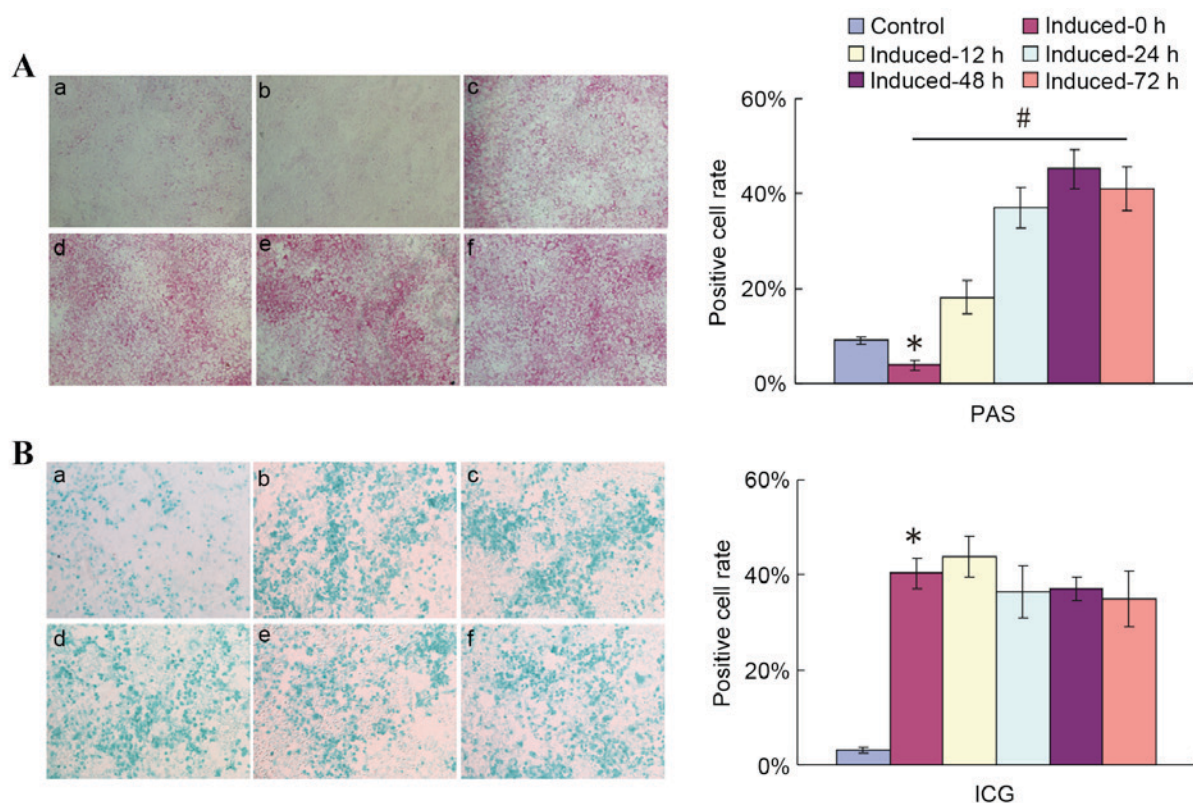 A
a
b
c
d
e
f
Control
Induced-0 h
Induced-12 h
Induced-24 h
Induced-48 h
Induced-72 h
60%
40%
20%
0%
Positive cell rate
*
#
PAS
B
a
b
c
d
e
f
60%
40%
20%
0%
Positive cell rate
*
ICG